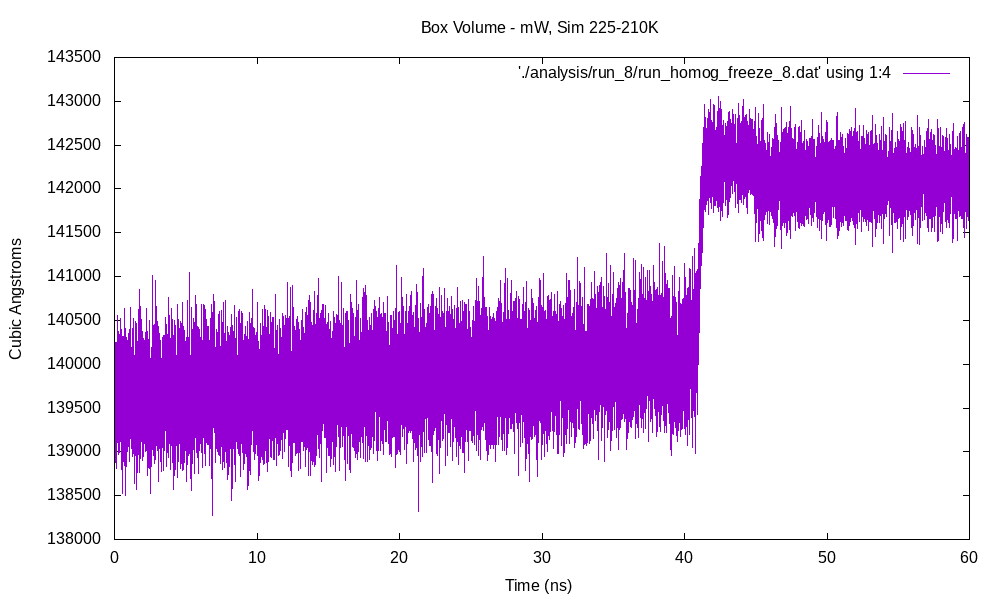 Box Volume - mW, Sim 225-210K
'./analysis/run_8/run_homog_freeze_8.dat' using 1:4
143500
143000
142500
142000
141500
141000
140500
140000
139500
139000
138500
138000
Cubic Angstroms
0 10 20 30 40 50 60
Time (ns)